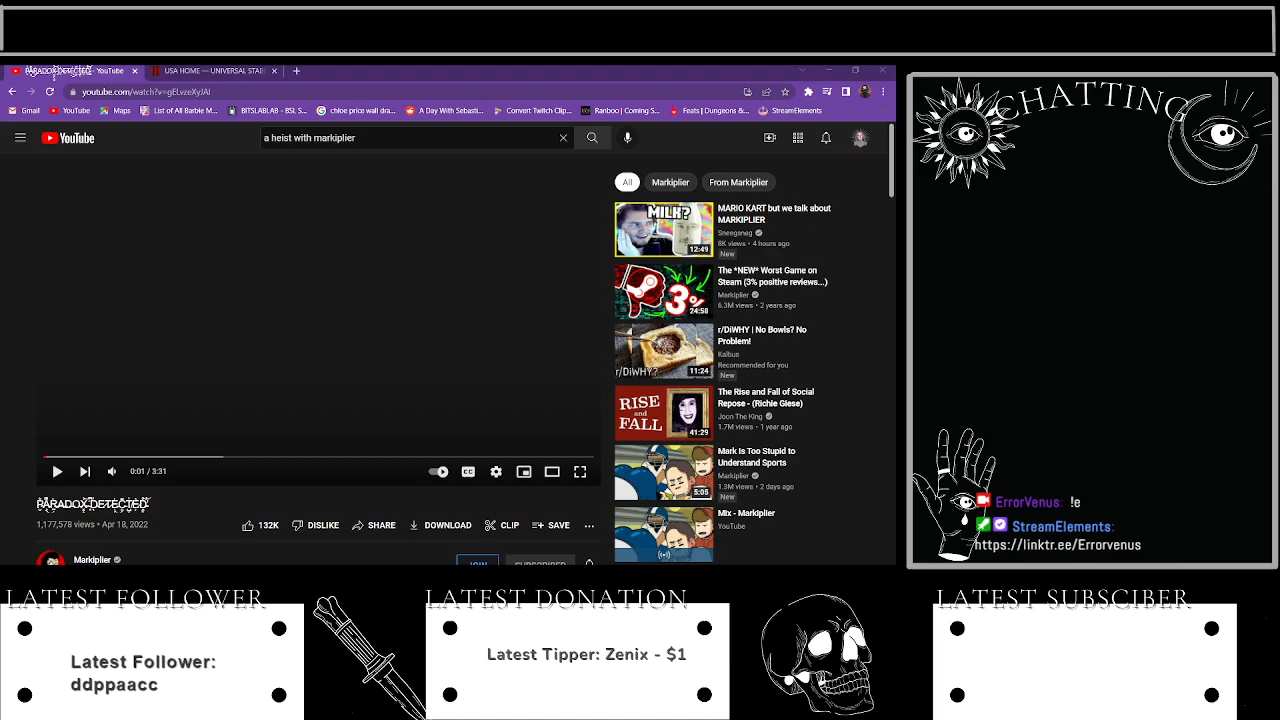 PARADOX DETECTED - YouTube
USA HOME — UNIVERSAL STAB
youtube.com/watch?v=gELvzeXyJAI
Gmail
YouTube
Maps
List of All Barbie M...
BITSLABLAB - BSL S...
chloe price wall dra...
A Day With Sebasti...
Convert Twitch Clip...
Ranboo | Coming S...
Feats | Dungeons &...
StreamElements
YouTube
a heist with markiplier
All
Markiplier
From Markiplier
MILK?
12:49
MARIO KART but we talk about
MARKIPLIER
Sneeganag
8K views • 4 hours ago
New
3%
24:58
The *NEW* Worst Game on
Steam (3% positive reviews...)
Markiplier
6.3M views • 2 years ago
r/DiWHY?
11:24
r/DiWHY | No Bowls? No
Problem!
Kalbua
Recommended for you
New
RISE
and
FALL
41:29
The Rise and Fall of Social
Repose - (Richie Giese)
Joon The King
1.7M views • 1 year ago
5:05
Mark Is Too Stupid to
Understand Sports
Markiplier
1.3M views • 2 days ago
New
Mix - Markiplier
YouTube
0:01 / 3:31
CC
PARADOX DETECTED
1,177,578 views • Apr 18, 2022
132K
DISLIKE
SHARE
DOWNLOAD
CLIP
SAVE
Markiplier
JOIN
SUBSCRIBED
CHATTING
ErrorVenus: !e
StreamElements:
https://linktr.ee/Errorvenus
LATEST FOLLOWER
Latest Follower:
ddppaacc
LATEST DONATION
Latest Tipper: Zenix - $1
LATEST SUBSCIBER